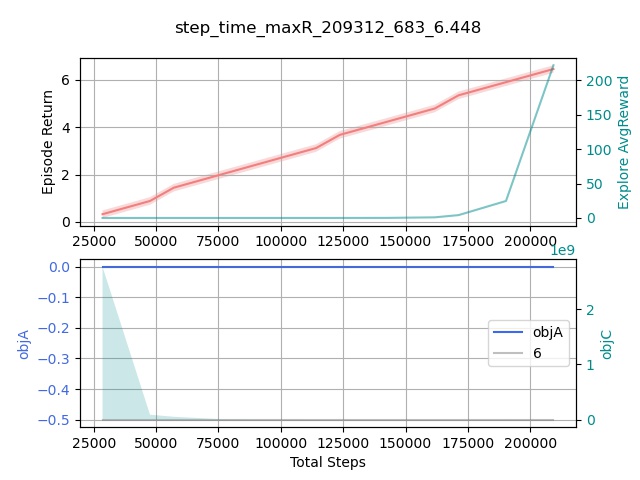 step_time_maxR_209312_683_6.448
6
4
2
0
Episode Return
200
150
100
50
0
Explore AvgReward
25000 50000 75000 100000 125000 150000 175000 200000
1e9
0.0
−0.1
−0.2
−0.3
−0.4
−0.5
objA
2
1
0
objC
objA
6
25000 50000 75000 100000 125000 150000 175000 200000
Total Steps